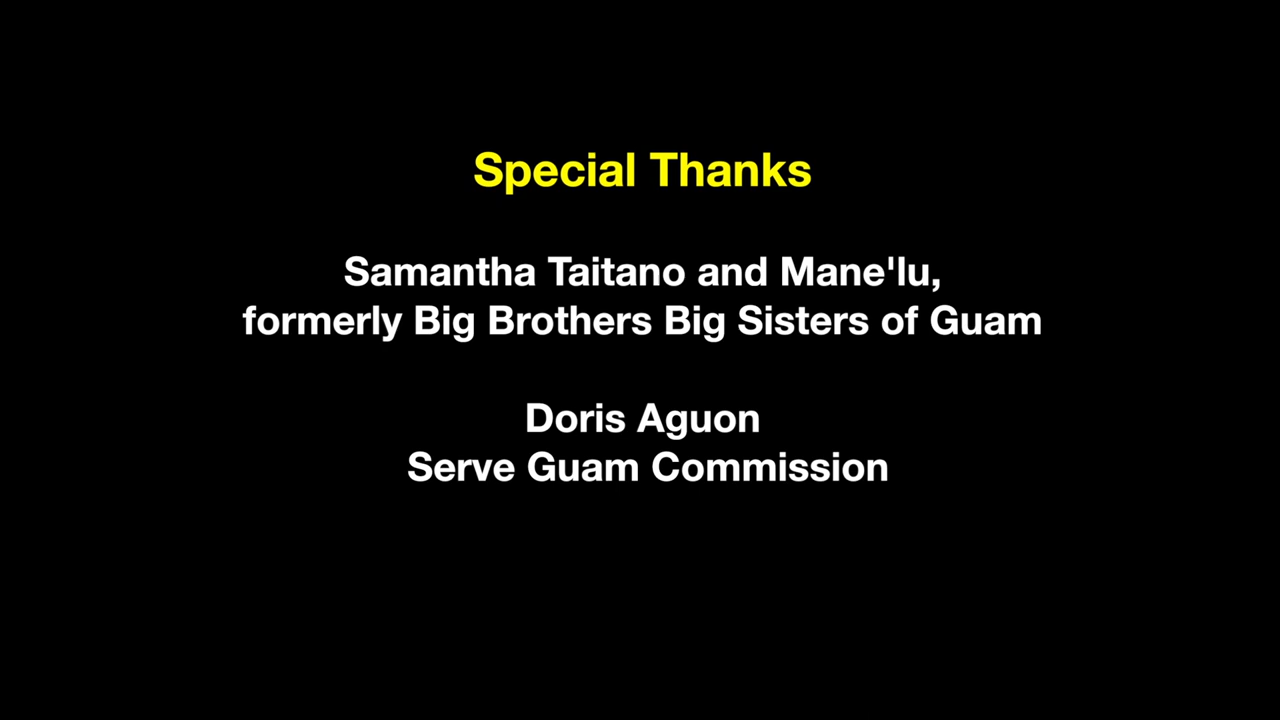 Special Thanks
Samantha Taitano and Mane'lu,
formerly Big Brothers Big Sisters of Guam
Doris Aguon
Serve Guam Commission